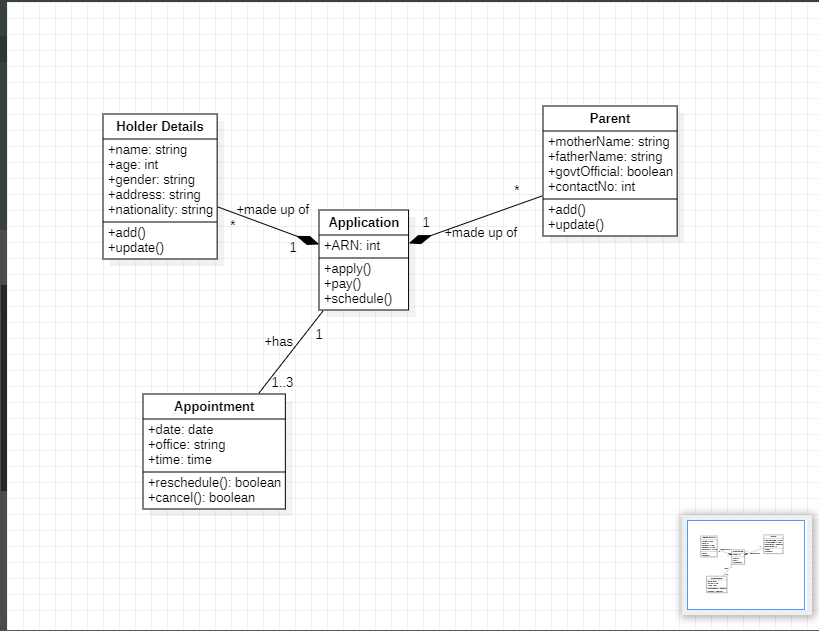 Holder Details
+name: string
+age: int
+gender: string
+address: string
+nationality: string
+add()
+update()
+made up of
*
1
Application
+ARN: int
+apply()
+pay()
+schedule()
1
*
+made up of
Parent
+motherName: string
+fatherName: string
+govtOfficial: boolean
+contactNo: int
+add()
+update()
+has
1
1..3
Appointment
+date: date
+office: string
+time: time
+reschedule(): boolean
+cancel(): boolean